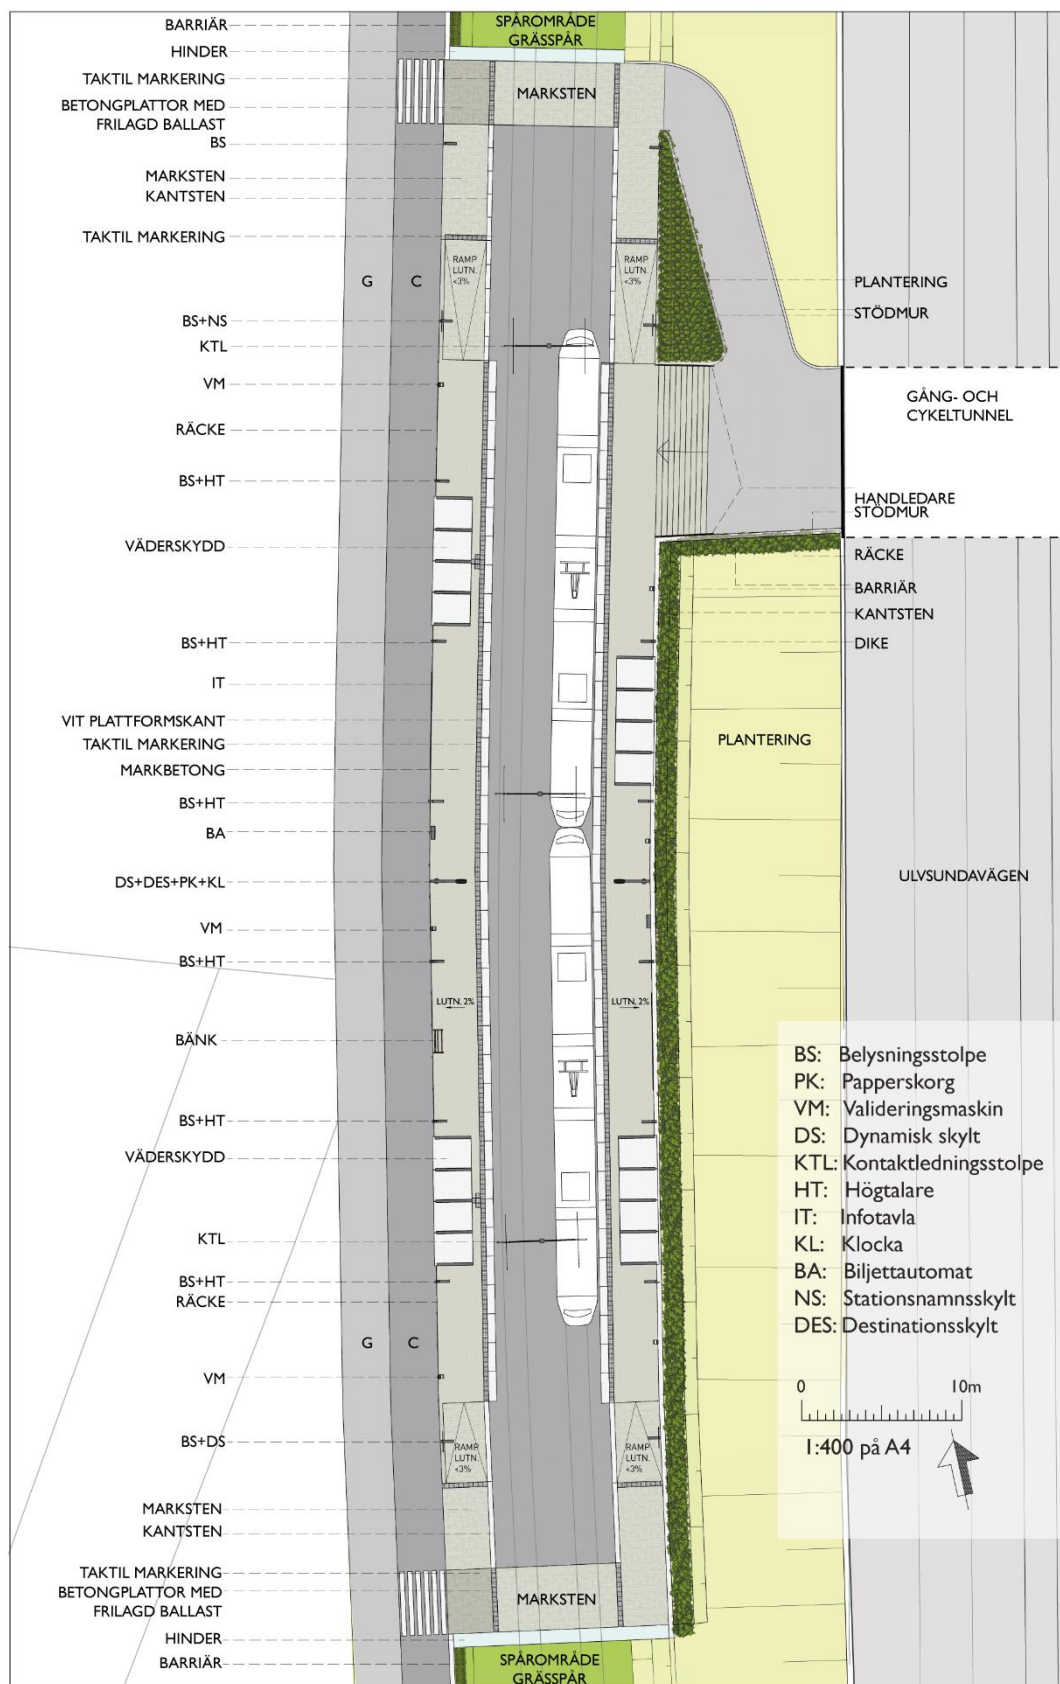 BARRIÄR
HINDER
TAKTIL MARKERING
BETONGPLATTOR MED
FRILAGD BALLAST
BS
MARKSTEN
KANTSTEN
TAKTIL MARKERING
BS+NS
KTL
VM
RÄCKE
BS+HT
VÄDERSKYDD
BS+HT
IT
VIT PLATTFORMSKANT
TAKTIL MARKERING
MARKBETONG
BS+HT
BA
DS+DES+PK+KL
VM
BS+HT
BÄNK
BS+HT
VÄDERSKYDD
KTL
BS+HT
RÄCKE
VM
BS+DS
MARKSTEN
KANTSTEN
TAKTIL MARKERING
BETONGPLATTOR MED
FRILAGD BALLAST
HINDER
BARRIÄR
G
C
G
C
SPÅROMRÅDE
GRÄSSPÅR
MARKSTEN
RAMP
LUTN.
<3%
RAMP
LUTN.
<3%
LUTN. 2%
LUTN. 2%
RAMP
LUTN.
<3%
RAMP
LUTN.
<3%
MARKSTEN
SPÅROMRÅDE
GRÄSSPÅR
PLANTERING
STÖDMUR
GÅNG- OCH
CYKELTUNNEL
HANDLEDARE
STÖDMUR
RÄCKE
BARRIÄR
KANTSTEN
DIKE
PLANTERING
ULVSUNDAVÄGEN
BS: Belysningsstolpe
PK: Papperskorg
VM: Valideringsmaskin
DS: Dynamisk skylt
KTL: Kontaktledningsstolpe
HT: Högtalare
IT: Infotavla
KL: Klocka
BA: Biljettautomat
NS: Stationsnamnsskylt
DES: Destinationsskylt
0 10m
1:400 på A4